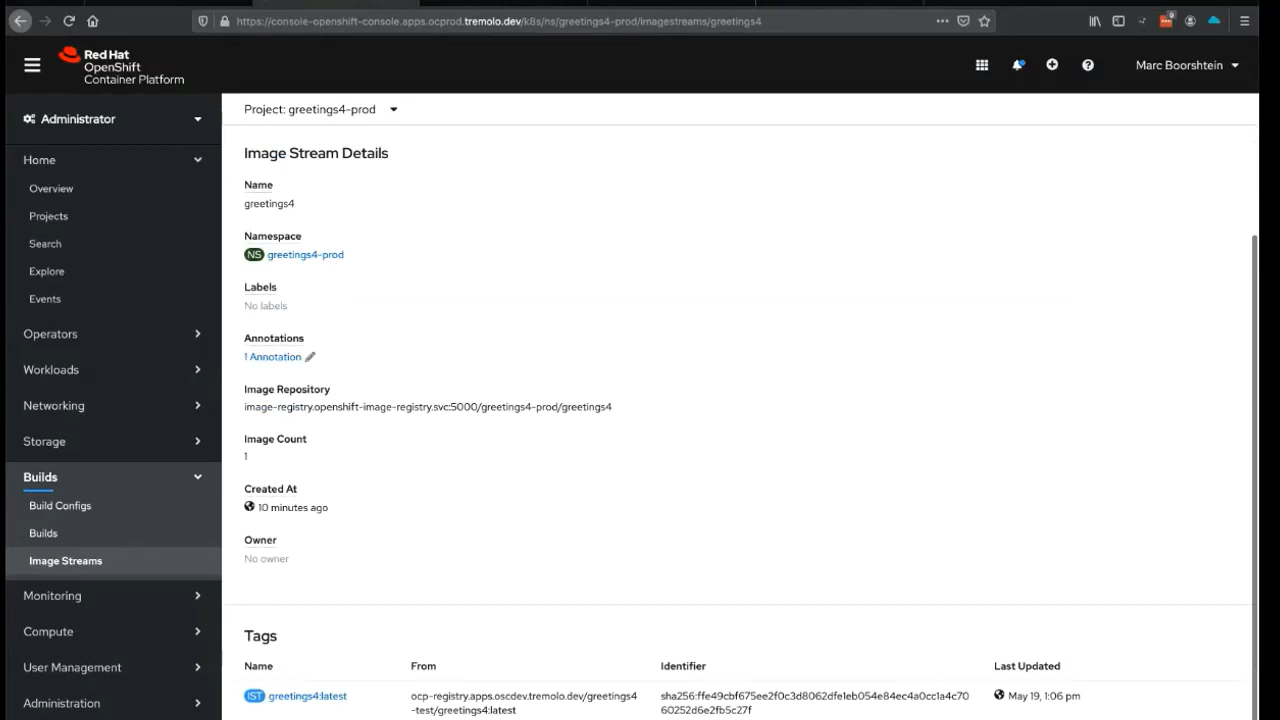 https://console-openshift-console.apps.ocprod.tremolo.dev/k8s/ns/greetings4-prod/imagestreams/greetings4
Red Hat
OpenShift
Container Platform
Marc Boorshtein
Administrator
Project: greetings4-prod
Home
Overview
Projects
Search
Explore
Events
Operators
Workloads
Networking
Storage
Builds
Build Configs
Builds
Image Streams
Monitoring
Compute
User Management
Administration
Image Stream Details
Name
greetings4
Namespace
NS greetings4-prod
Labels
No labels
Annotations
1 Annotation
Image Repository
image-registry.openshift-image-registry.svc:5000/greetings4-prod/greetings4
Image Count
1
Created At
10 minutes ago
Owner
No owner
Tags
Name From Identifier Last Updated
IST greetings4:latest ocp-registry.apps.oscdev.tremolo.dev/greetings4 sha256:ffe49cbf675ee2f0c3d8062dfe1eb054e84ec4a0cc1a4c70 May 19, 1:06 pm
-test/greetings4:latest 60252d6e2fb5c27f